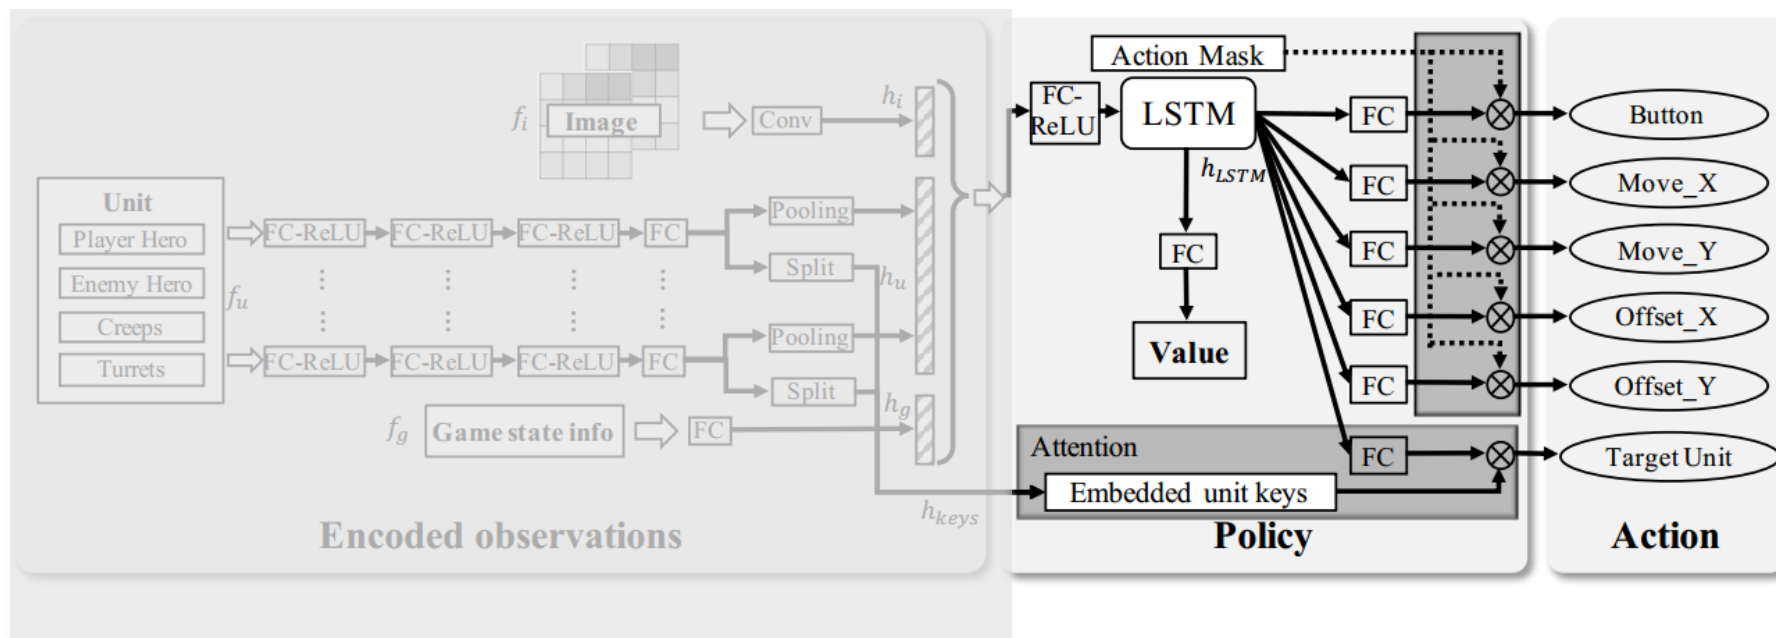 Image
f_i
Conv
h_i
Unit
Player Hero
Enemy Hero
Creeps
Turrets
f_u
FC-ReLU
FC-ReLU
FC-ReLU
FC
Pooling
Split
h_u
FC-ReLU
FC-ReLU
FC-ReLU
FC
Pooling
Split
f_g
Game state info
FC
h_g
h_keys
Encoded observations
Action Mask
FC-
ReLU
LSTM
h_LSTM
FC
Value
FC
FC
FC
FC
FC
Attention
FC
Embedded unit keys
Policy
Button
Move_X
Move_Y
Offset_X
Offset_Y
Target Unit
Action